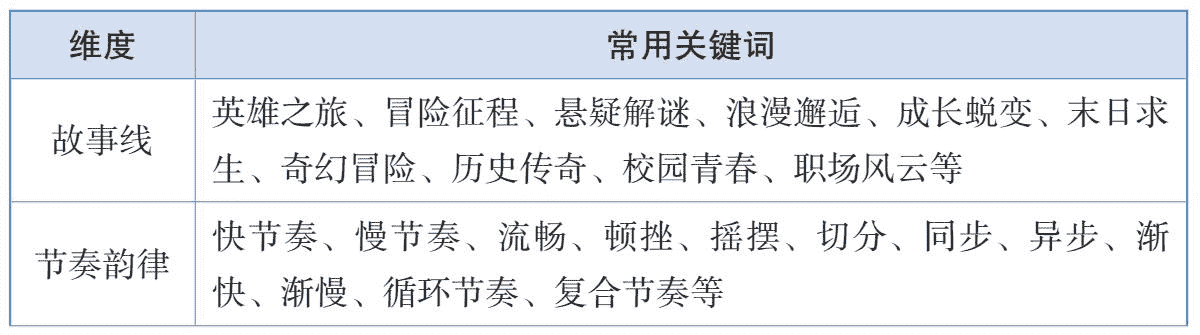 维度
常用关键词
故事线
英雄之旅、冒险征程、悬疑解谜、浪漫邂逅、成长蜕变、末日求
生、奇幻冒险、历史传奇、校园青春、职场风云等
节奏韵律
快节奏、慢节奏、流畅、顿挫、摇摆、切分、同步、异步、渐
快、渐慢、循环节奏、复合节奏等